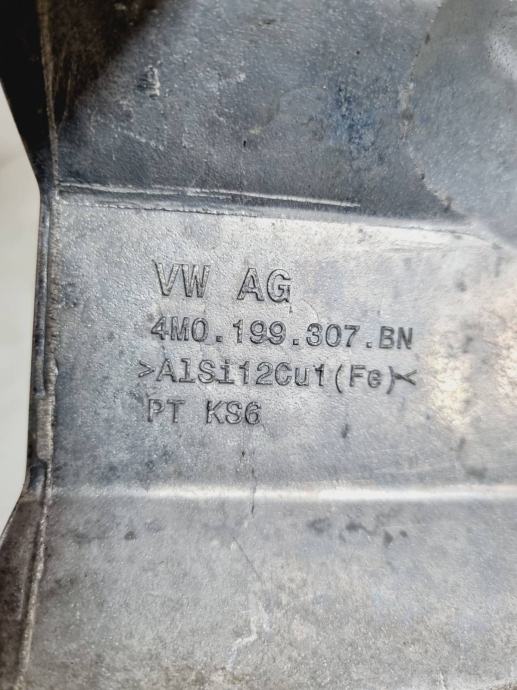 VW AG
4M0.199.307.BN
>AlSi12Cu1(Fe)<
PT KS6